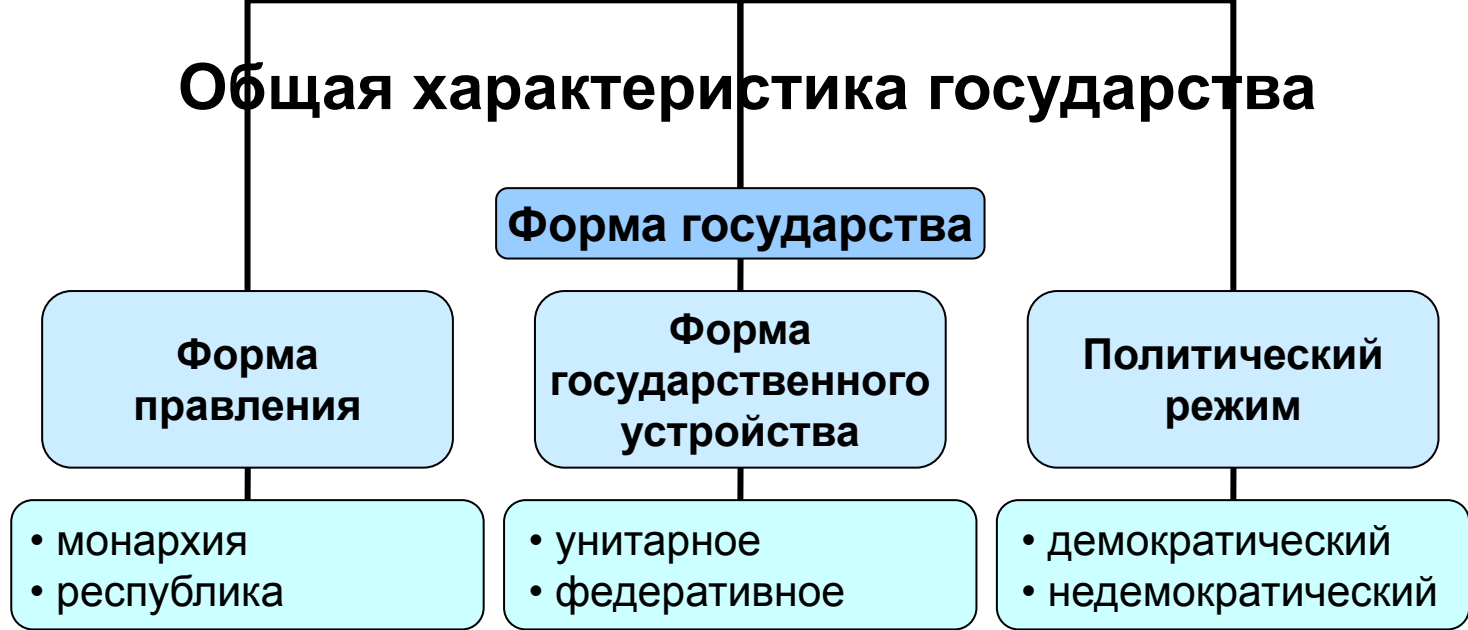 Общая характеристика государства
Форма государства
Форма
правления
Форма
государственного
устройства
Политический
режим
• монархия
• республика
• унитарное
• федеративное
• демократический
• недемократический